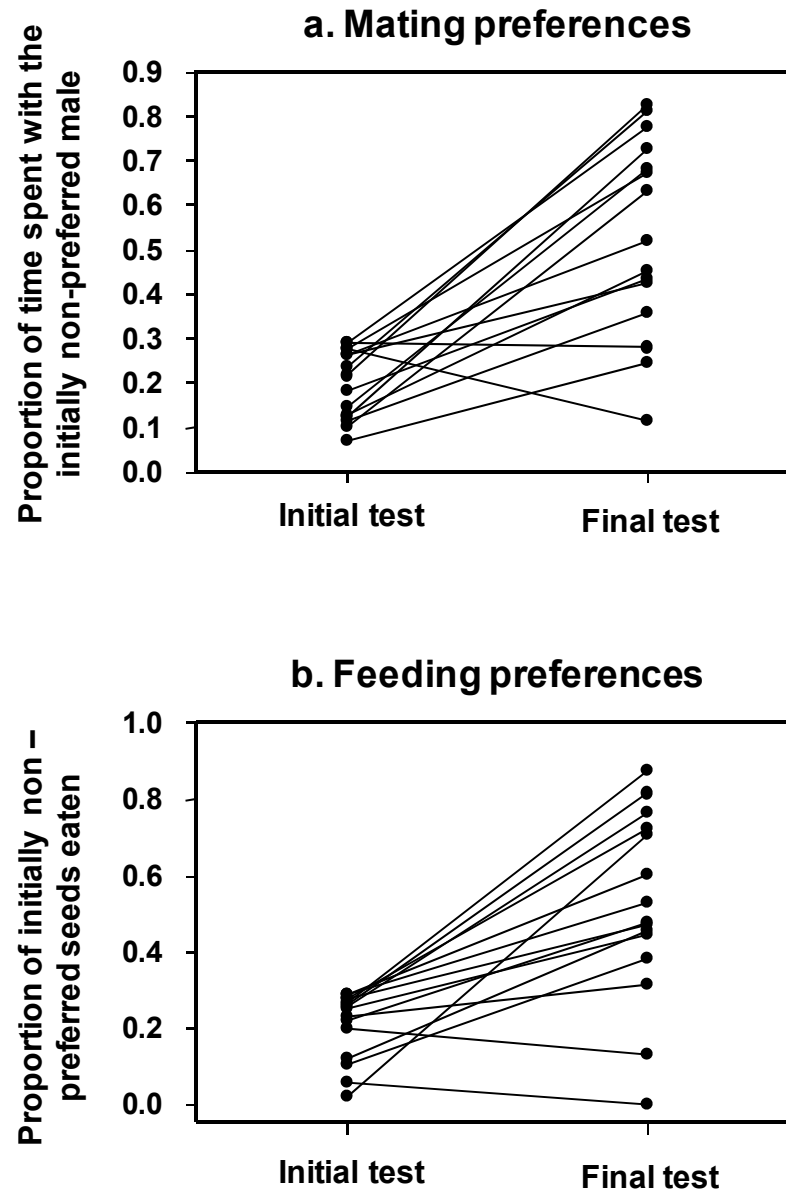 a. Mating preferences
Proportion of time spent with the
initially non-preferred male
0.9
0.8
0.7
0.6
0.5
0.4
0.3
0.2
0.1
0.0
Initial test
Final test
b. Feeding preferences
Proportion of initially non –
preferred seeds eaten
1.0
0.8
0.6
0.4
0.2
0.0
Initial test
Final test